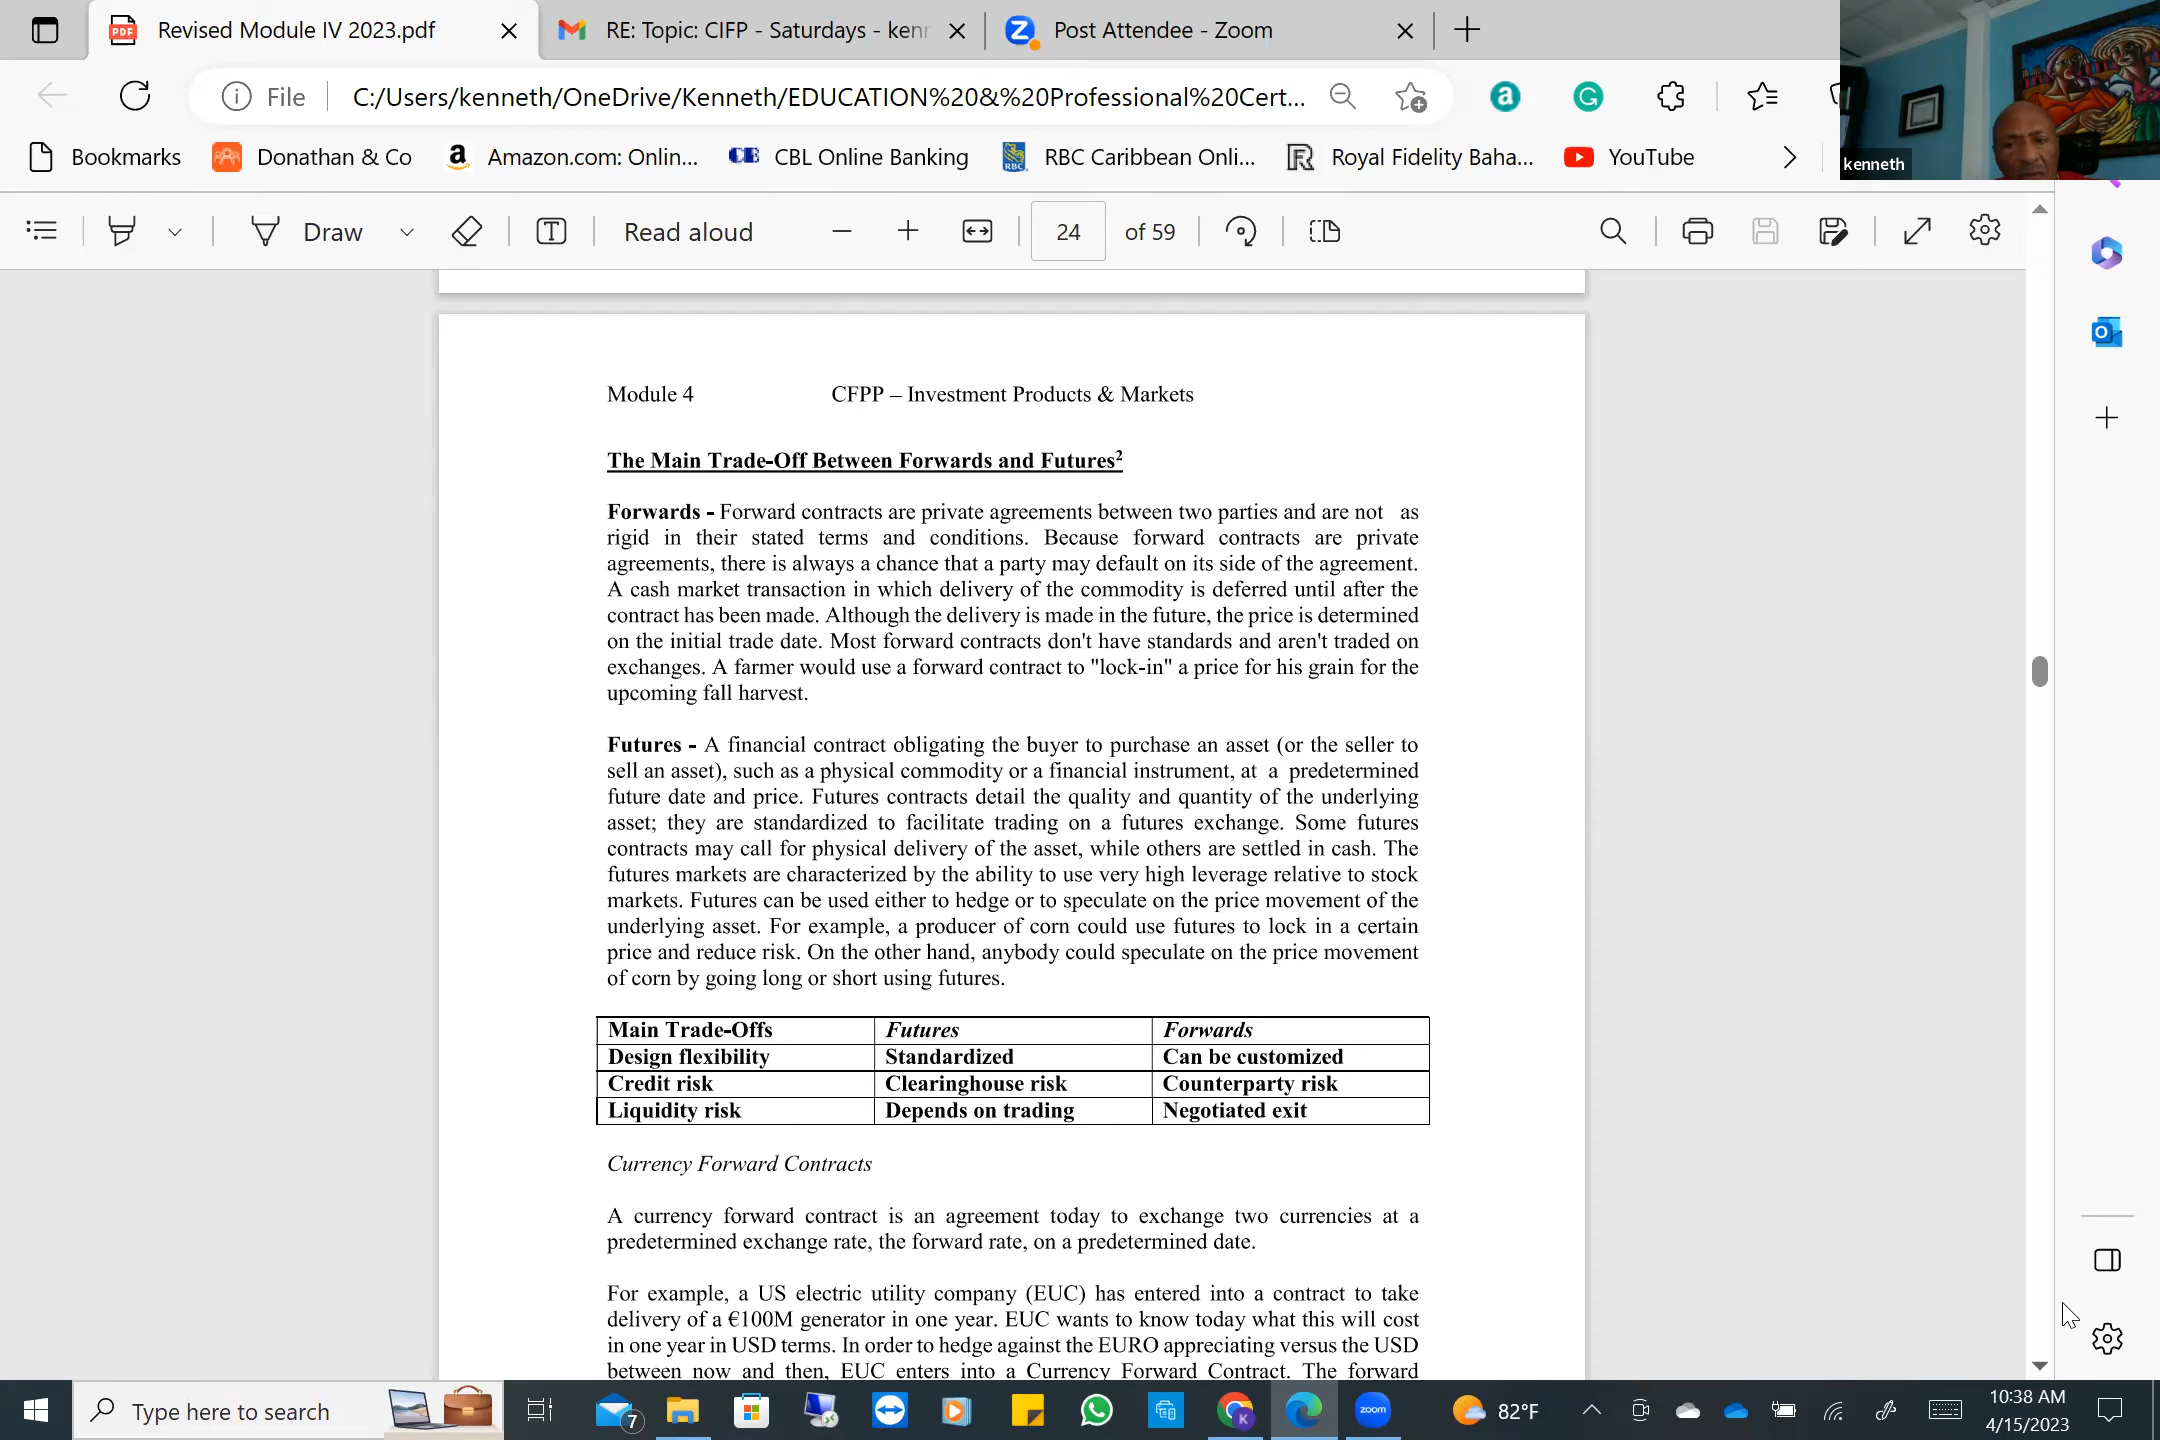 Revised Module IV 2023.pdf
RE: Topic: CIFP - Saturdays - kenn
Post Attendee - Zoom
File
C:/Users/kenneth/OneDrive/Kenneth/EDUCATION%20&%20Professional%20Cert...
kenneth
Bookmarks
Donathan & Co
Amazon.com: Onlin...
CBL Online Banking
RBC Caribbean Onli...
Royal Fidelity Baha...
YouTube
Draw
Read aloud
24
of 59
Module 4 CFPP – Investment Products & Markets
The Main Trade-Off Between Forwards and Futures2
Forwards - Forward contracts are private agreements between two parties and are not as
rigid in their stated terms and conditions. Because forward contracts are private
agreements, there is always a chance that a party may default on its side of the agreement.
A cash market transaction in which delivery of the commodity is deferred until after the
contract has been made. Although the delivery is made in the future, the price is determined
on the initial trade date. Most forward contracts don't have standards and aren't traded on
exchanges. A farmer would use a forward contract to "lock-in" a price for his grain for the
upcoming fall harvest.
Futures - A financial contract obligating the buyer to purchase an asset (or the seller to
sell an asset), such as a physical commodity or a financial instrument, at a predetermined
future date and price. Futures contracts detail the quality and quantity of the underlying
asset; they are standardized to facilitate trading on a futures exchange. Some futures
contracts may call for physical delivery of the asset, while others are settled in cash. The
futures markets are characterized by the ability to use very high leverage relative to stock
markets. Futures can be used either to hedge or to speculate on the price movement of the
underlying asset. For example, a producer of corn could use futures to lock in a certain
price and reduce risk. On the other hand, anybody could speculate on the price movement
of corn by going long or short using futures.
Main Trade-Offs Futures Forwards
Design flexibility Standardized Can be customized
Credit risk Clearinghouse risk Counterparty risk
Liquidity risk Depends on trading Negotiated exit
Currency Forward Contracts
A currency forward contract is an agreement today to exchange two currencies at a
predetermined exchange rate, the forward rate, on a predetermined date.
For example, a US electric utility company (EUC) has entered into a contract to take
delivery of a €100M generator in one year. EUC wants to know today what this will cost
in one year in USD terms. In order to hedge against the EURO appreciating versus the USD
between now and then, EUC enters into a Currency Forward Contract. The forward
Type here to search
7
zoom
82°F
10:38 AM
4/15/2023